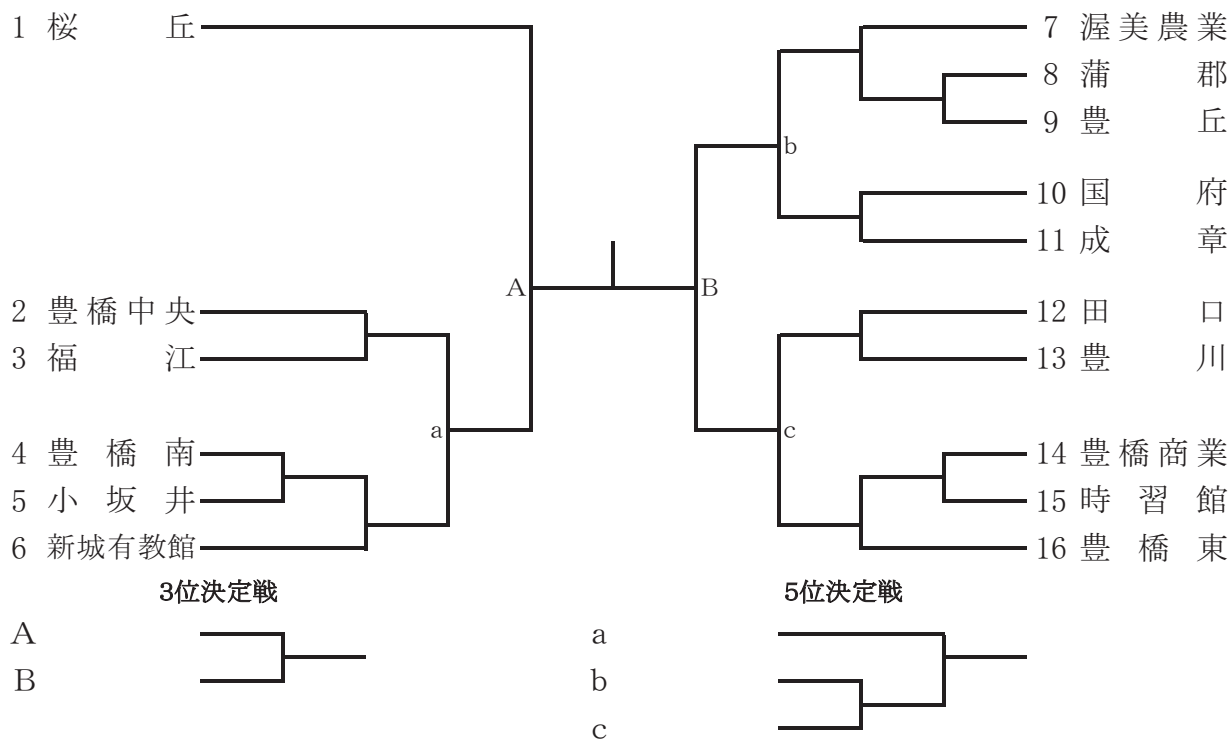 1 桜丘
2 豊橋中央
3 福江
4 豊橋南
5 小坂井
6 新城有教館
A
a
7 渥美農業
8 蒲郡
9 豊丘
10 国府
11 成章
12 田口
13 豊川
14 豊橋商業
15 時習館
16 豊橋東
b
B
c
3位決定戦
A
B
5位決定戦
a
b
c